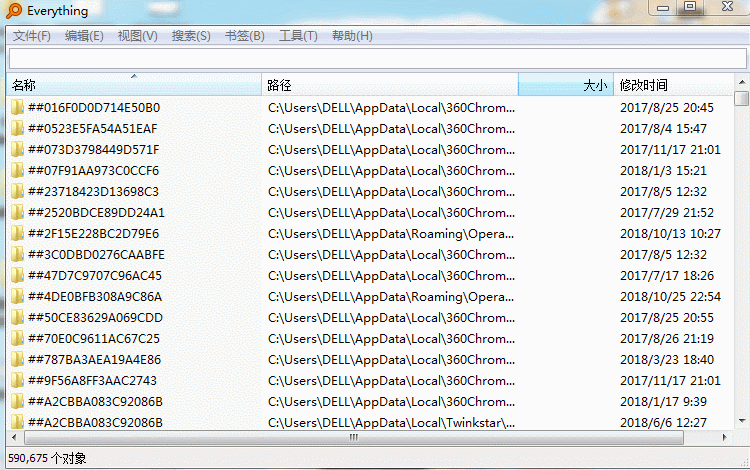 Everything
文件(F) 编辑(E) 视图(V) 搜索(S) 书签(B) 工具(T) 帮助(H)
名称 路径 大小 修改时间
##016F0D0D714E50B0 C:\Users\DELL\AppData\Local\360Chrom... 2017/8/25 20:45
##0523E5FA54A51EAF C:\Users\DELL\AppData\Local\360Chrom... 2017/8/4 15:47
##073D3798449D571F C:\Users\DELL\AppData\Local\360Chrom... 2017/11/17 21:01
##07F91AA973C0CCF6 C:\Users\DELL\AppData\Local\360Chrom... 2018/1/3 15:21
##23718423D13698C3 C:\Users\DELL\AppData\Local\360Chrom... 2017/8/5 12:32
##2520BDCE89DD24A1 C:\Users\DELL\AppData\Local\360Chrom... 2017/7/29 21:52
##2F15E228BC2D79E6 C:\Users\DELL\AppData\Roaming\Opera... 2018/10/13 10:27
##3C0DBD0276CAABFE C:\Users\DELL\AppData\Local\360Chrom... 2017/8/5 12:32
##47D7C9707C96AC45 C:\Users\DELL\AppData\Local\360Chrom... 2017/7/17 18:26
##4DE0BFB308A9C86A C:\Users\DELL\AppData\Roaming\Opera... 2018/10/25 22:54
##50CE83629A069CDD C:\Users\DELL\AppData\Local\360Chrom... 2017/8/25 20:55
##70E0C9611AC67C25 C:\Users\DELL\AppData\Local\360Chrom... 2017/8/26 21:19
##787BA3AEA19A4E86 C:\Users\DELL\AppData\Local\360Chrom... 2018/3/23 18:40
##9F56A8FF3AAC2743 C:\Users\DELL\AppData\Local\360Chrom... 2017/11/17 21:01
##A2CBBA083C92086B C:\Users\DELL\AppData\Local\360Chrom... 2018/1/17 9:39
##A2CBBA083C92086B C:\Users\DELL\AppData\Local\Twinkstar\... 2018/6/6 12:27
590,675 个对象